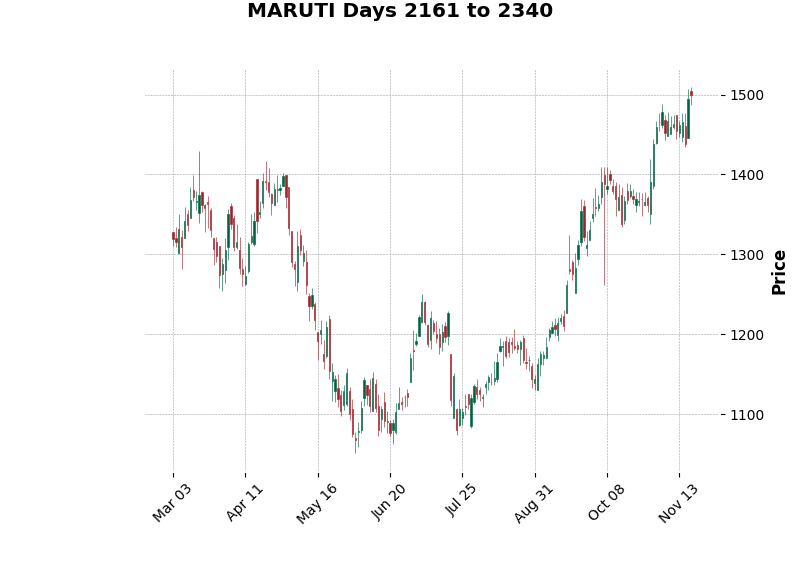 MARUTI Days 2161 to 2340
1500
1400
1300
1200
1100
Price
Mar 03
Apr 11
May 16
Jun 20
Jul 25
Aug 31
Oct 08
Nov 13